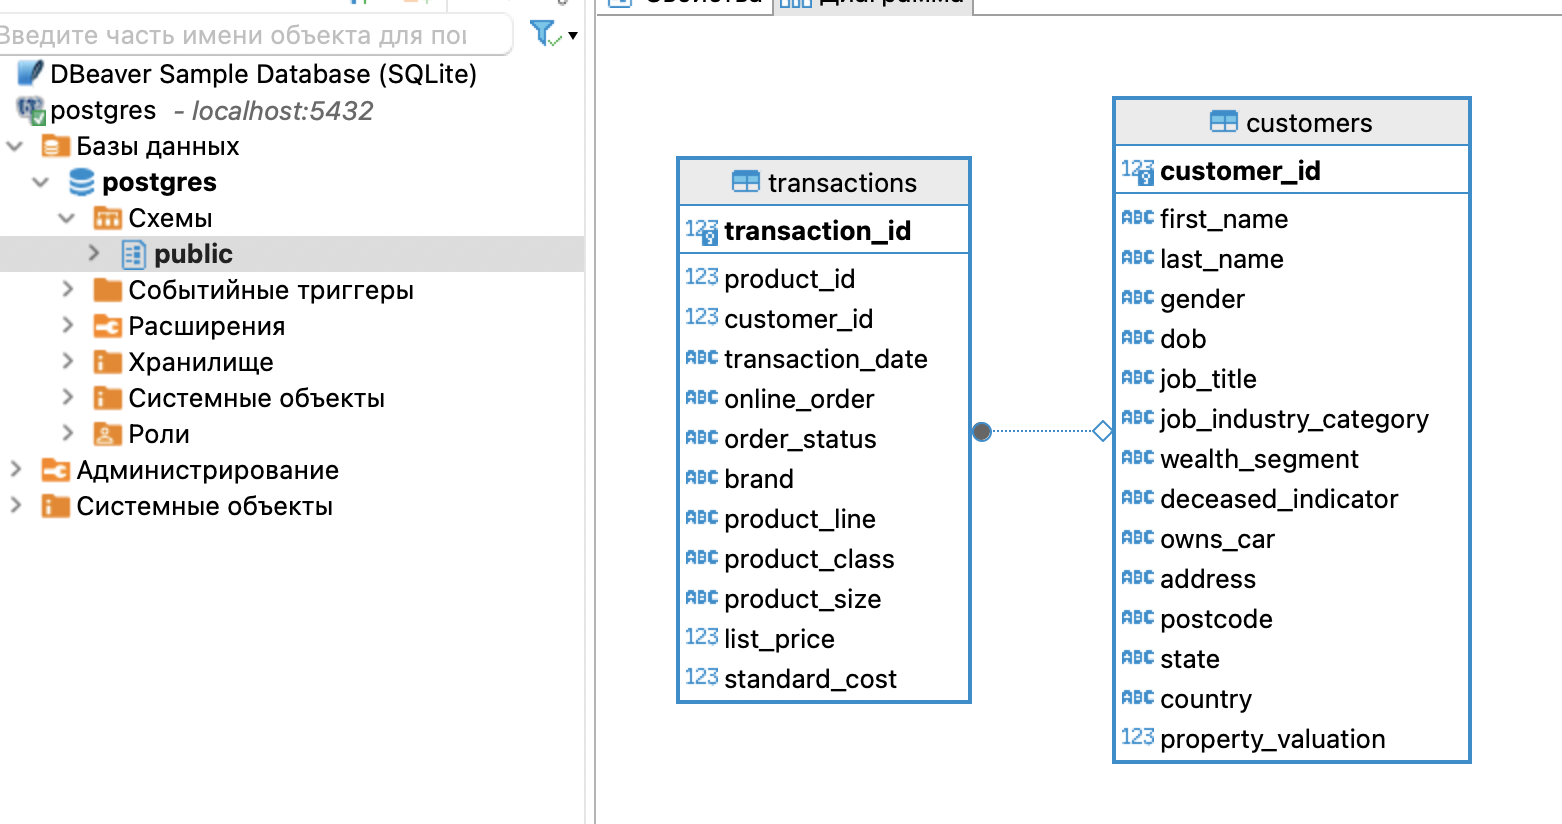 Свойства
Диаграмма
Введите часть имени объекта для пои
DBeaver Sample Database (SQLite)
postgres - localhost:5432
Базы данных
postgres
Схемы
public
Событийные триггеры
Расширения
Хранилище
Системные объекты
Роли
Администрирование
Системные объекты
transactions
123 transaction_id
123 product_id
123 customer_id
ABC transaction_date
ABC online_order
ABC order_status
ABC brand
ABC product_line
ABC product_class
ABC product_size
123 list_price
123 standard_cost
customers
123 customer_id
ABC first_name
ABC last_name
ABC gender
ABC dob
ABC job_title
ABC job_industry_category
ABC wealth_segment
ABC deceased_indicator
ABC owns_car
ABC address
ABC postcode
ABC state
ABC country
123 property_valuation